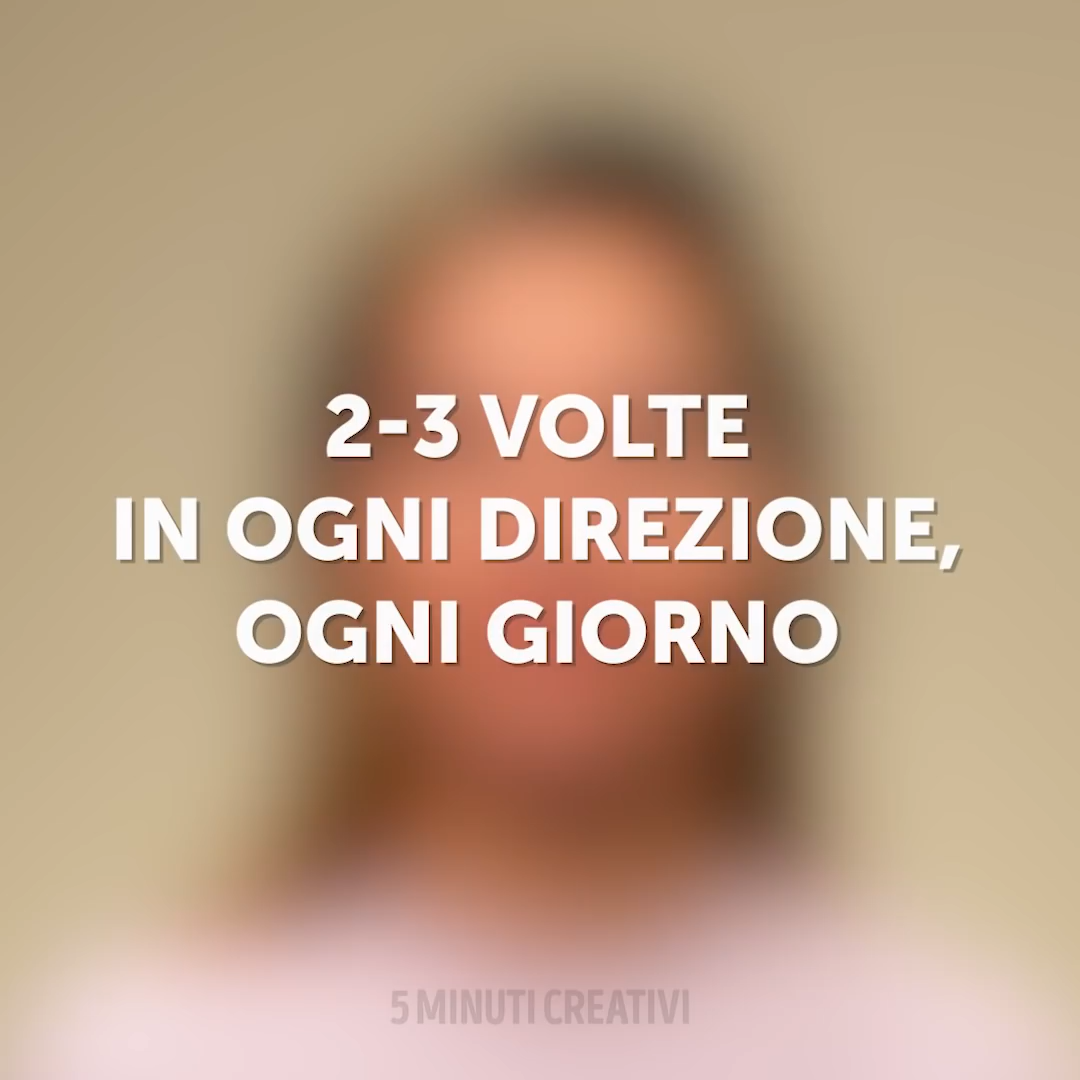 2-3 VOLTE
IN OGNI DIREZIONE,
OGNI GIORNO
5 MINUTI CREATIVI